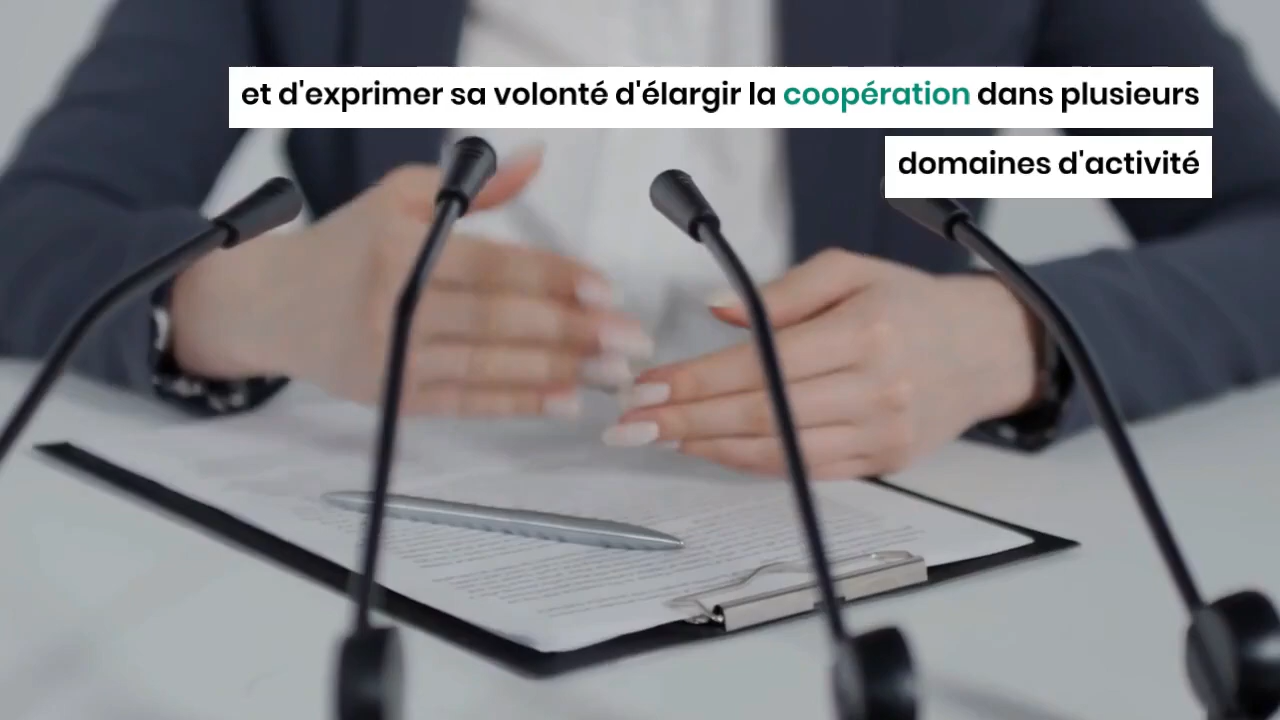 et d'exprimer sa volonté d'élargir la coopération dans plusieurs
domaines d'activité